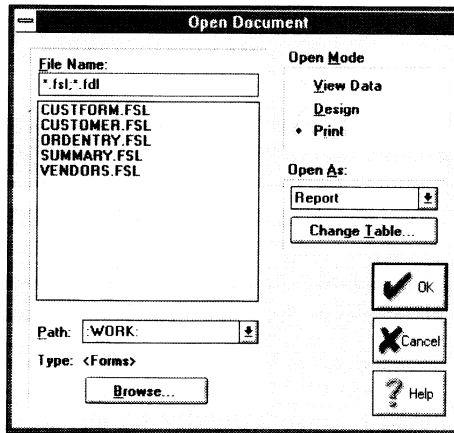 Open Document
File Name:
*.fsl;*.fdl
CUSTFORM.FSL
CUSTOMER.FSL
ORDENTRY.FSL
SUMMARY.FSL
VENDORS.FSL
Path: :WORK:
Type: <Forms>
Browse...
Open Mode
View Data
Design
Print
Open As:
Report
Change Table...
OK
Cancel
? Help